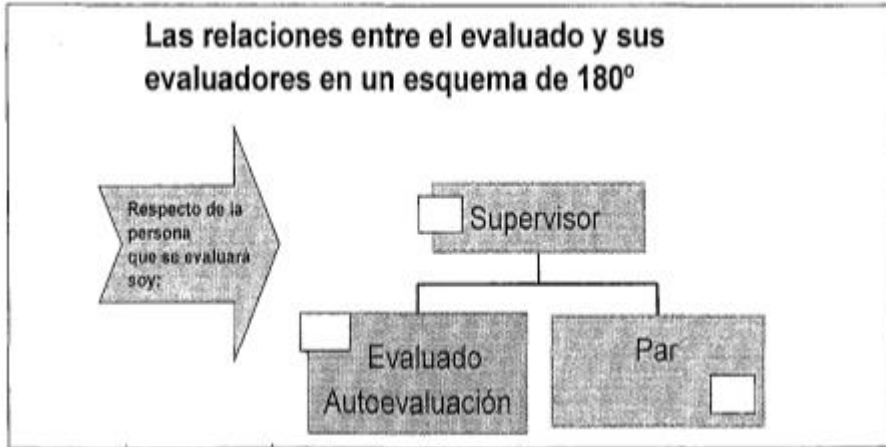 Las relaciones entre el evaluado y sus
evaluadores en un esquema de 180º
Respecto de la
persona
que se evaluará
soy:
Supervisor
Evaluado
Autoevaluación
Par